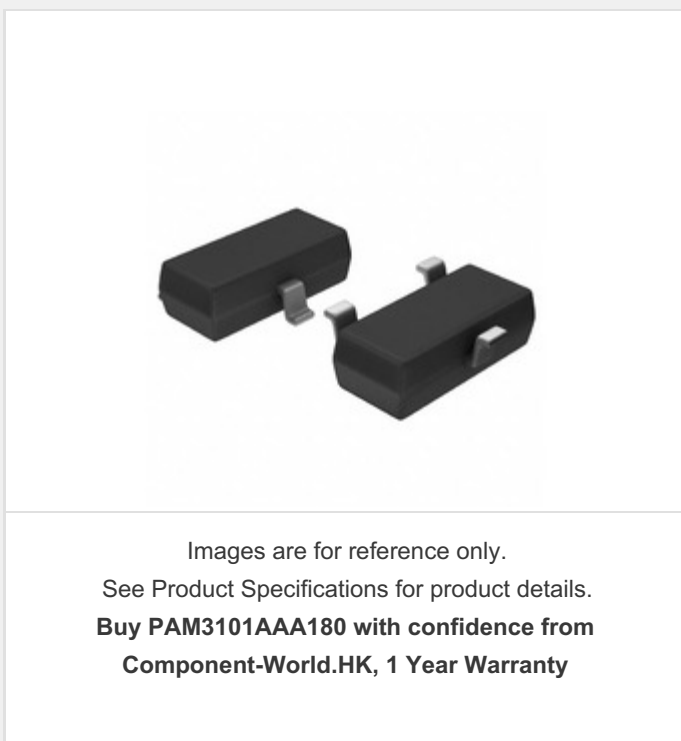 Images are for reference only.
See Product Specifications for product details.
Buy PAM3101AAA180 with confidence from
Component-World.HK, 1 Year Warranty